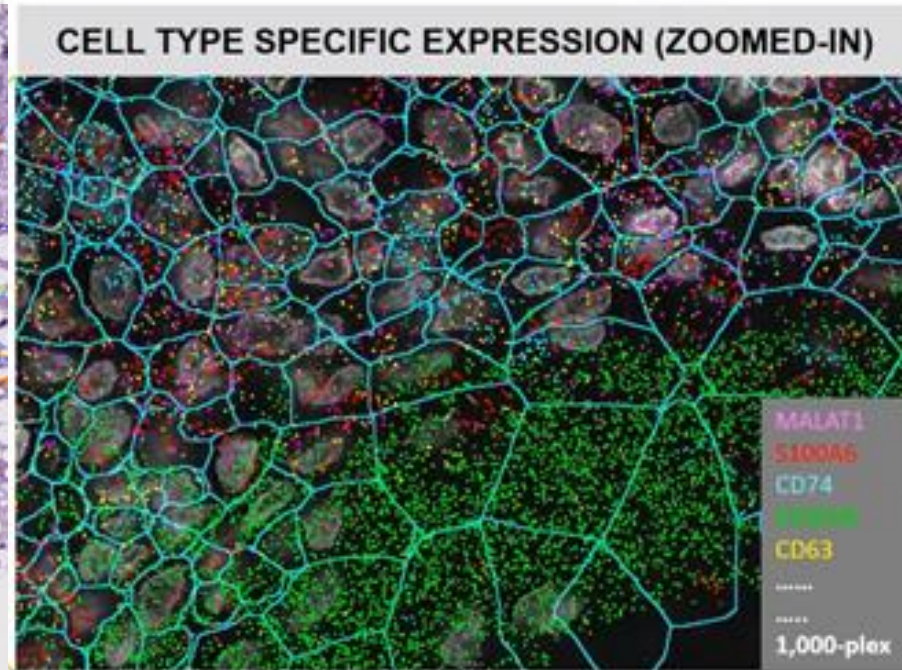 CELL TYPE SPECIFIC EXPRESSION (ZOOMED-IN)
MALAT1
S100A6
CD74
CD63
......
.....
1,000-plex